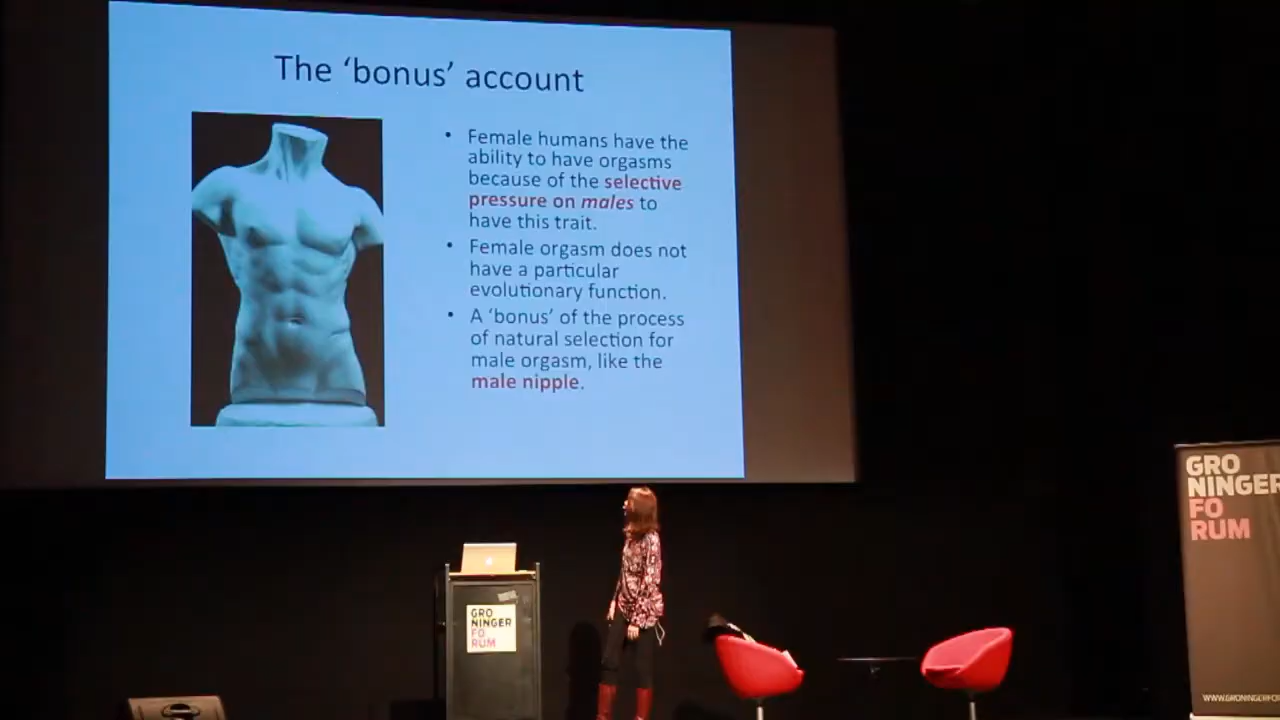 The 'bonus' account
• Female humans have the
ability to have orgasms
because of the selective
pressure on males to
have this trait.
• Female orgasm does not
have a particular
evolutionary function.
• A 'bonus' of the process
of natural selection for
male orgasm, like the
male nipple.
GRO
NINGER
FO
RUM
GRO
NINGER
FO
RUM
WWW.GRONINGERFO